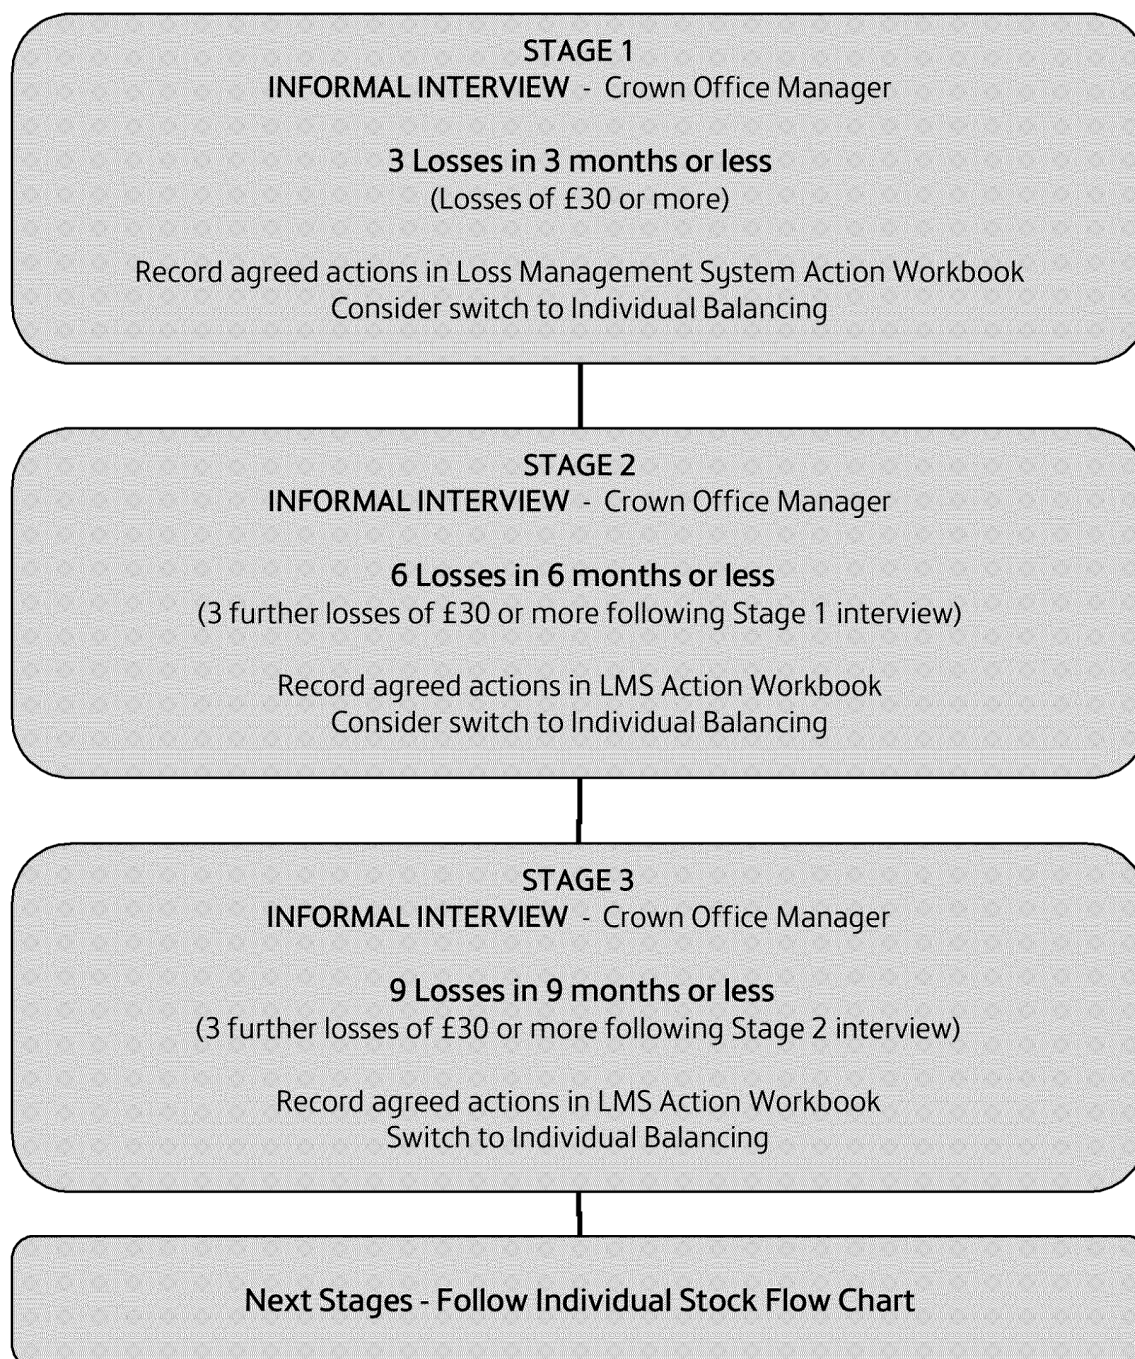 STAGE 1
INFORMAL INTERVIEW - Crown Office Manager
3 Losses in 3 months or less
(Losses of £30 or more)
Record agreed actions in Loss Management System Action Workbook
Consider switch to Individual Balancing
STAGE 2
INFORMAL INTERVIEW - Crown Office Manager
6 Losses in 6 months or less
(3 further losses of £30 or more following Stage 1 interview)
Record agreed actions in LMS Action Workbook
Consider switch to Individual Balancing
STAGE 3
INFORMAL INTERVIEW - Crown Office Manager
9 Losses in 9 months or less
(3 further losses of £30 or more following Stage 2 interview)
Record agreed actions in LMS Action Workbook
Switch to Individual Balancing
Next Stages - Follow Individual Stock Flow Chart